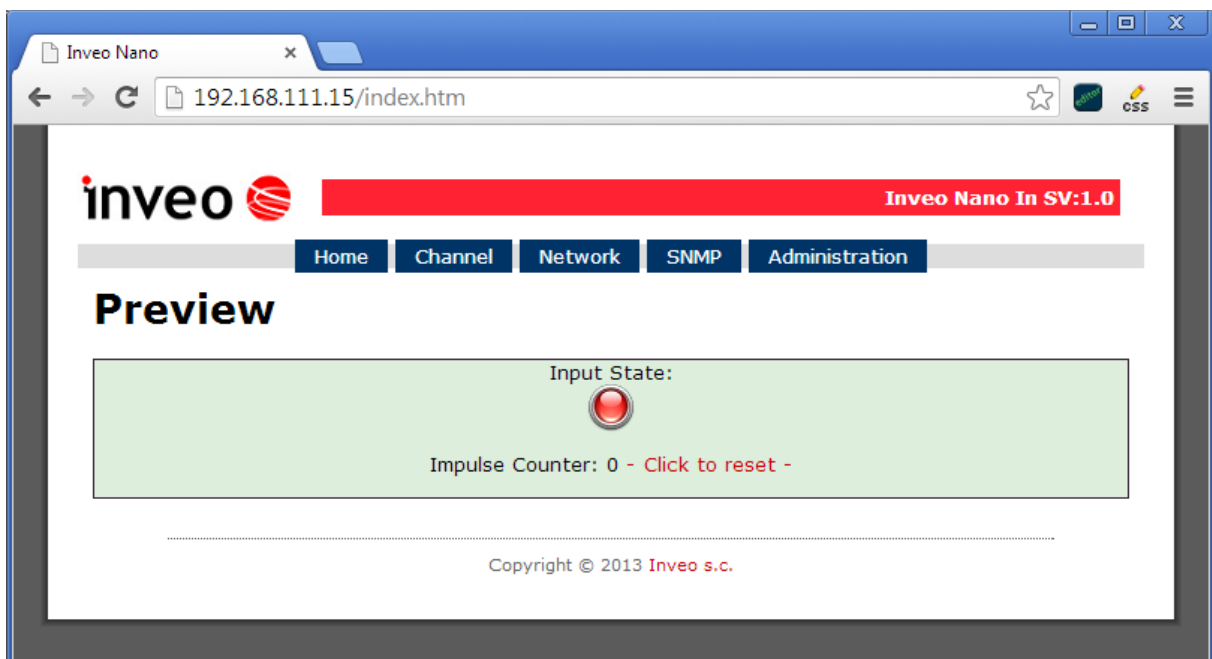 Inveo Nano
192.168.111.15/index.htm
editor
css
inveo
Inveo Nano In SV:1.0
Home Channel Network SNMP Administration
Preview
Input State:
Impulse Counter: 0 - Click to reset -
Copyright © 2013 Inveo s.c.